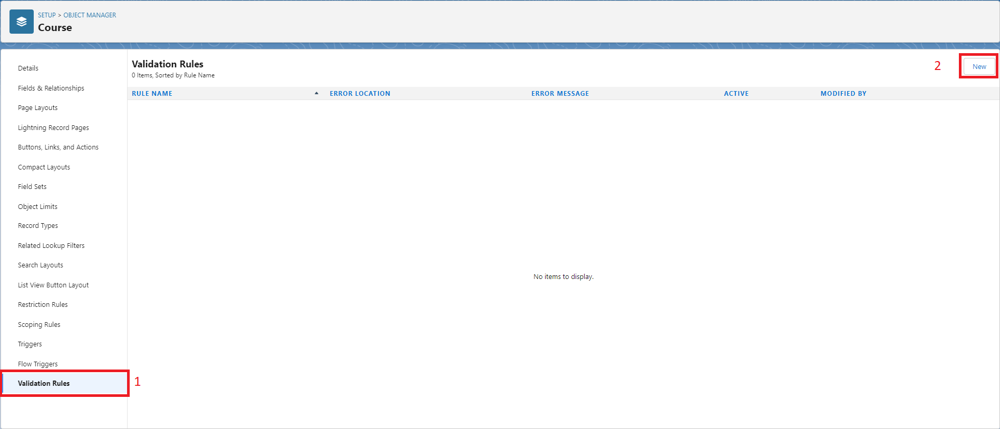 SETUP > OBJECT MANAGER
Course
Details
Fields & Relationships
Page Layouts
Lightning Record Pages
Buttons, Links, and Actions
Compact Layouts
Field Sets
Object Limits
Record Types
Related Lookup Filters
Search Layouts
List View Button Layout
Restriction Rules
Scoping Rules
Triggers
Flow Triggers
Validation Rules
1
Validation Rules
0 Items, Sorted by Rule Name
2
New
RULE NAME ERROR LOCATION ERROR MESSAGE ACTIVE MODIFIED BY
No items to display.